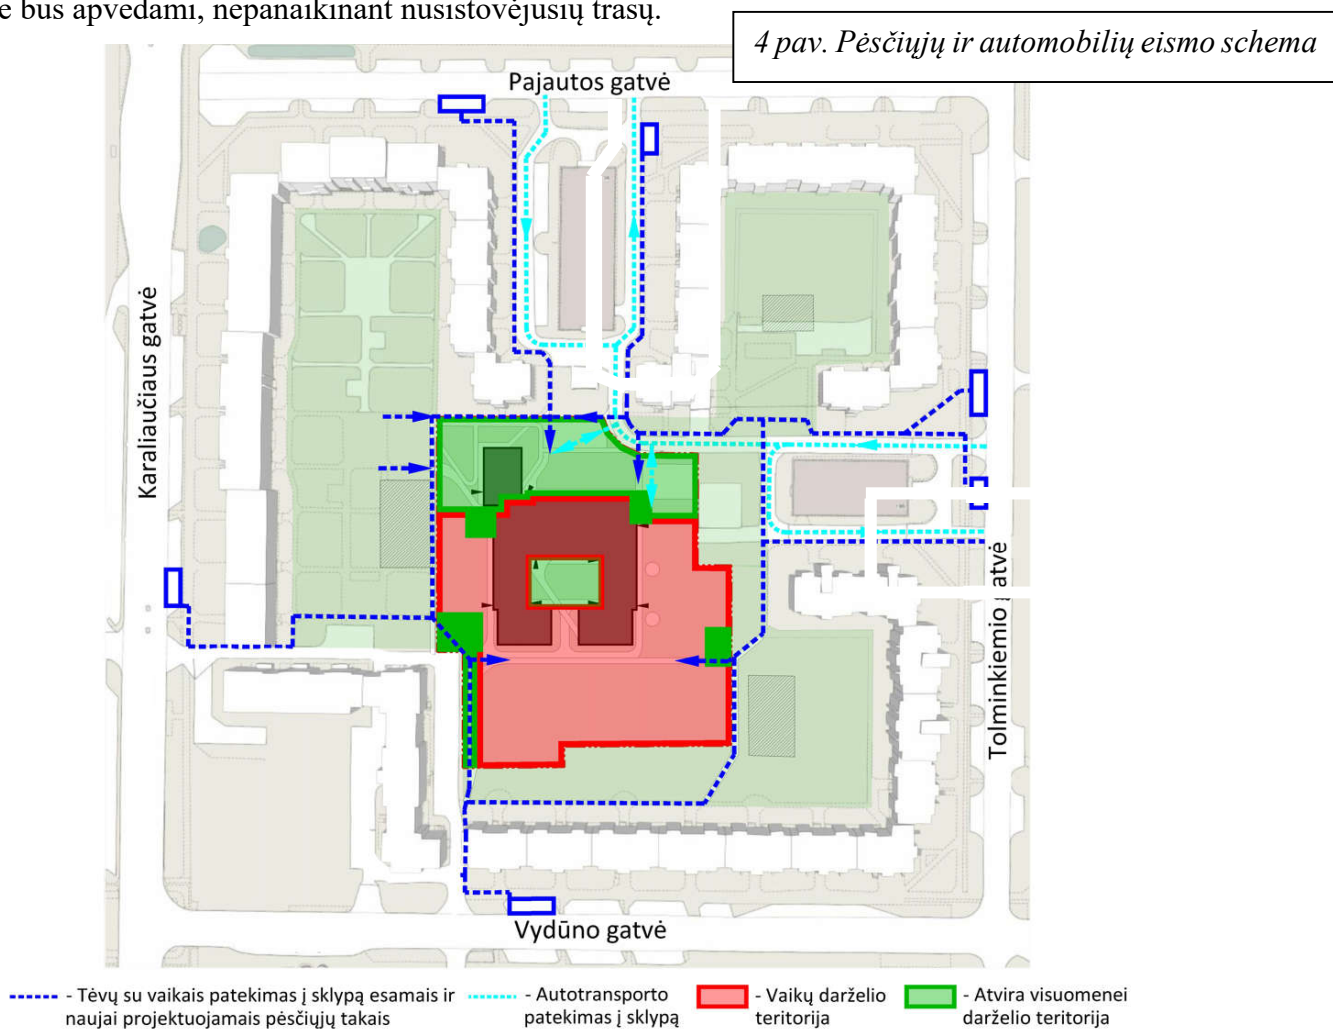 e bus apvedami, nepanaikinant nusistovėjusių trasų.
4 pav. Pėsčiųjų ir automobilių eismo schema
Pajautos gatvė
Karaliaučiaus gatvė
Tolminkiemio gatvė
Vydūno gatvė
- Tėvų su vaikais patekimas į sklypą esamais ir
naujai projektuojamais pėsčiųjų takais
- Autotransporto
patekimas į sklypą
- Vaikų darželio
teritorija
- Atvira visuomenei
darželio teritorija